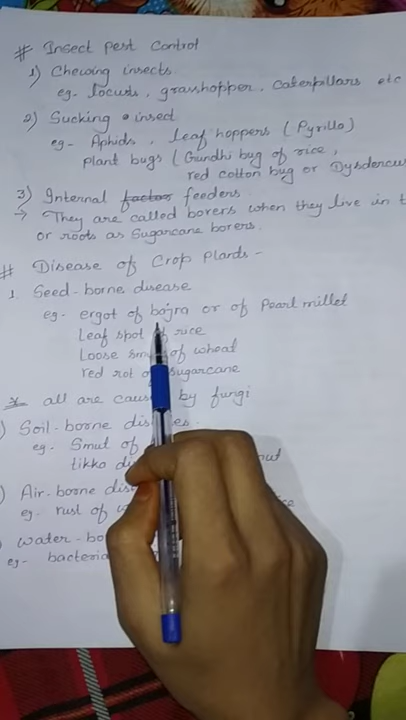 # Insect Pest Control
1) Chewing insects.
eg- locusts, grasshopper, caterpillars etc
2) Sucking insect
eg- Aphids, leaf hoppers (Pyrillo)
plant bugs (Gundhi bug of rice,
red cotton bug or Dysdercus
3) Internal feeders.
→ They are called borers when they live in
or roots as Sugarcane borers.
# Disease of Crop Plants -
1. Seed-borne disease
eg- ergot of bajra or of Pearl millet
Leaf spot of rice
Loose of wheat
red rot of sugarcane
all are by fungi
) Soil-borne
eg. Smut of
tikko
) Air-borne
eg. rust of
) water-
eg-